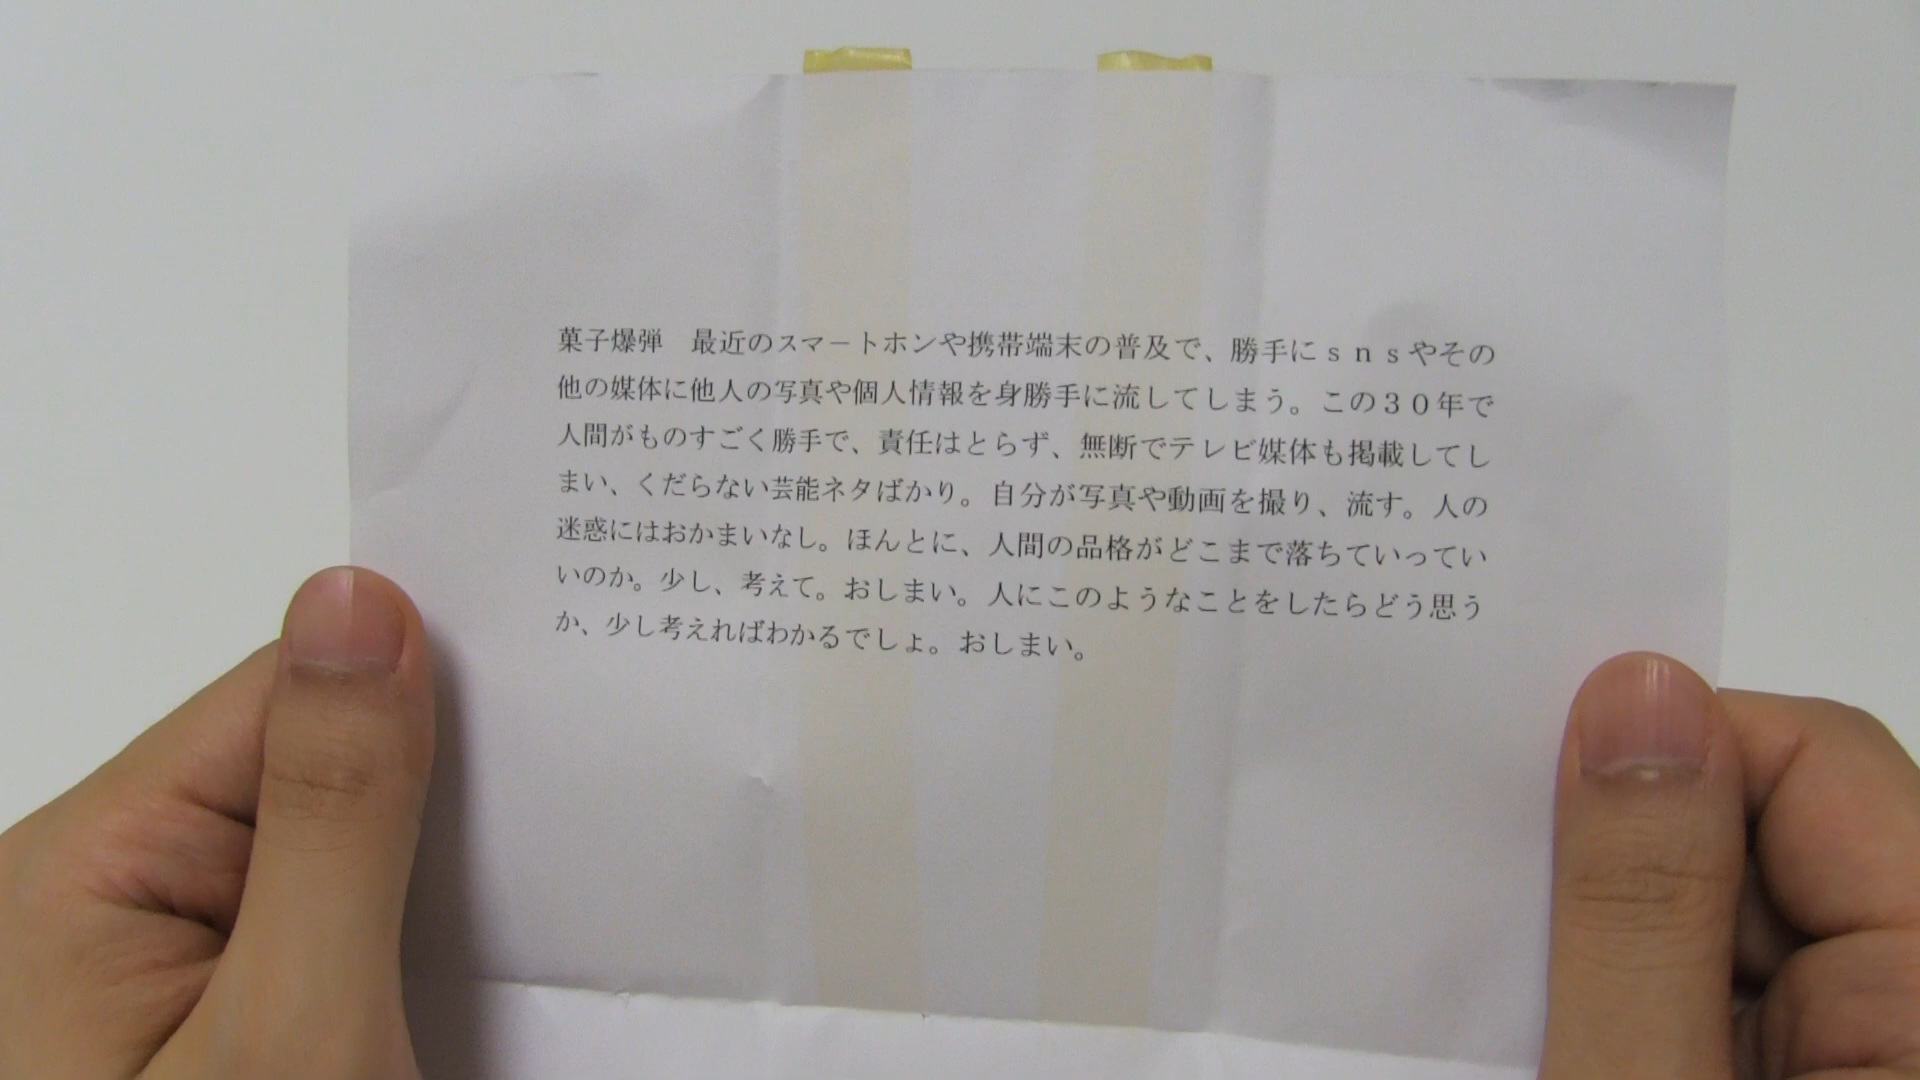 菓子爆弾　最近のスマートホンや携帯端末の普及で、勝手にｓｎｓやその
他の媒体に他人の写真や個人情報を身勝手に流してしまう。この３０年で
人間がものすごく勝手で、責任はとらず、無断でテレビ媒体も掲載してし
まい、くだらない芸能ネタばかり。自分が写真や動画を撮り、流す。人の
迷惑にはおかまいなし。ほんとに、人間の品格がどこまで落ちていってい
いのか。少し、考えて。おしまい。人にこのようなことをしたらどう思う
か、少し考えればわかるでしょ。おしまい。